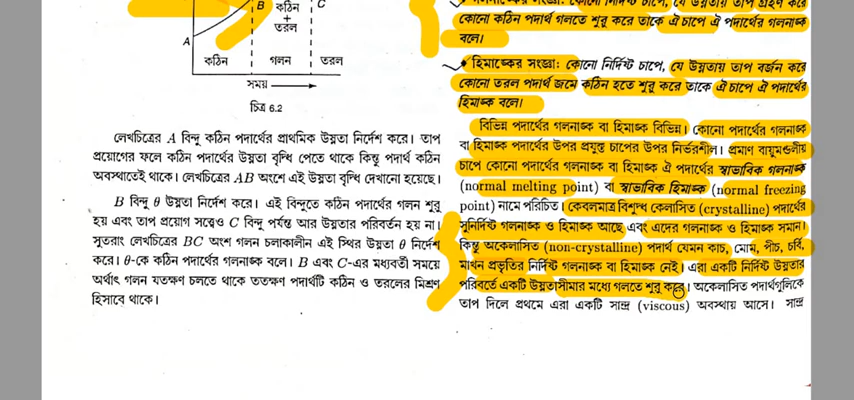 B
C
কঠিন
+
তরল
A
কঠিন
গলন
তরল
সময়
চিত্র 6.2
লেখচিত্রের A বিন্দু কঠিন পদার্থের প্রাথমিক উষ্ণতা নির্দেশ করে। তাপ
প্রয়োগের ফলে কঠিন পদার্থের উষ্ণতা বৃদ্ধি পেতে থাকে কিন্তু পদার্থ কঠিন
অবস্থাতেই থাকে। লেখচিত্রের AB অংশে এই উষ্ণতা বৃদ্ধি দেখানো হয়েছে।
B বিন্দু θ উষ্ণতা নির্দেশ করে। এই বিন্দুতে কঠিন পদার্থের গলন শুরু
হয় এবং তাপ প্রয়োগ সত্ত্বেও C বিন্দু পর্যন্ত আর উষ্ণতার পরিবর্তন হয় না।
সুতরাং লেখচিত্রের BC অংশ গলন চলাকালীন এই স্থির উষ্ণতা θ নির্দেশ
করে। θ-কে কঠিন পদার্থের গলনাঙ্ক বলে। B এবং C-এর মধ্যবর্তী সময়ে
অর্থাৎ গলন যতক্ষণ চলতে থাকে ততক্ষণ পদার্থটি কঠিন ও তরলের মিশ্রণ
হিসাবে থাকে।
গলনাঙ্কের সংজ্ঞা: কোনো নির্দিষ্ট চাপে, যে উষ্ণতায় তাপ গ্রহণ করে
কোনো কঠিন পদার্থ গলতে শুরু করে তাকে ঐ চাপে ঐ পদার্থের গলনাঙ্ক
বলে।
হিমাঙ্কের সংজ্ঞা: কোনো নির্দিষ্ট চাপে, যে উষ্ণতায় তাপ বর্জন করে
কোনো তরল পদার্থ জমে কঠিন হতে শুরু করে তাকে ঐ চাপে ঐ পদার্থের
হিমাঙ্ক বলে।
বিভিন্ন পদার্থের গলনাঙ্ক বা হিমাঙ্ক বিভিন্ন। কোনো পদার্থের গলনাঙ্ক
বা হিমাঙ্ক পদার্থের উপর প্রযুক্ত চাপের উপর নির্ভরশীল। প্রমাণ বায়ুমণ্ডলীয়
চাপে কোনো পদার্থের গলনাঙ্ক বা হিমাঙ্ক ঐ পদার্থের স্বাভাবিক গলনাঙ্ক
(normal melting point) বা স্বাভাবিক হিমাঙ্ক (normal freezing
point) নামে পরিচিত। কেবলমাত্র বিশুদ্ধ কেলাসিত (crystalline) পদার্থের
সুনির্দিষ্ট গলনাঙ্ক ও হিমাঙ্ক আছে এবং এদের গলনাঙ্ক ও হিমাঙ্ক সমান।
কিন্তু অকেলাসিত (non-crystalline) পদার্থ যেমন কাচ, মোম, পীচ, চর্বি,
মাখন প্রভৃতির নির্দিষ্ট গলনাঙ্ক বা হিমাঙ্ক নেই। এরা একটি নির্দিষ্ট উষ্ণতার
পরিবর্তে একটি উষ্ণতাসীমার মধ্যে গলতে শুরু করে। অকেলাসিত পদার্থগুলিকে
তাপ দিলে প্রথমে এরা একটি সান্দ্র (viscous) অবস্থায় আসে। সান্দ্র